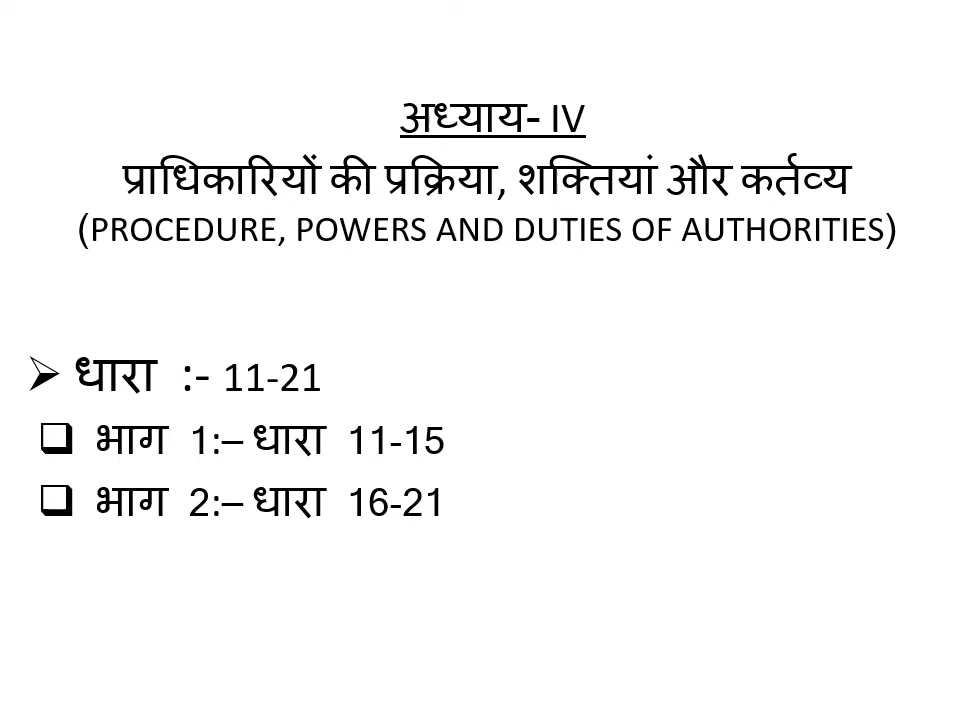 अध्याय- IV
प्राधिकारियों की प्रक्रिया, शक्तियां और कर्तव्य
(PROCEDURE, POWERS AND DUTIES OF AUTHORITIES)
➢ धारा :- 11-21
❑ भाग 1:– धारा 11-15
❑ भाग 2:– धारा 16-21